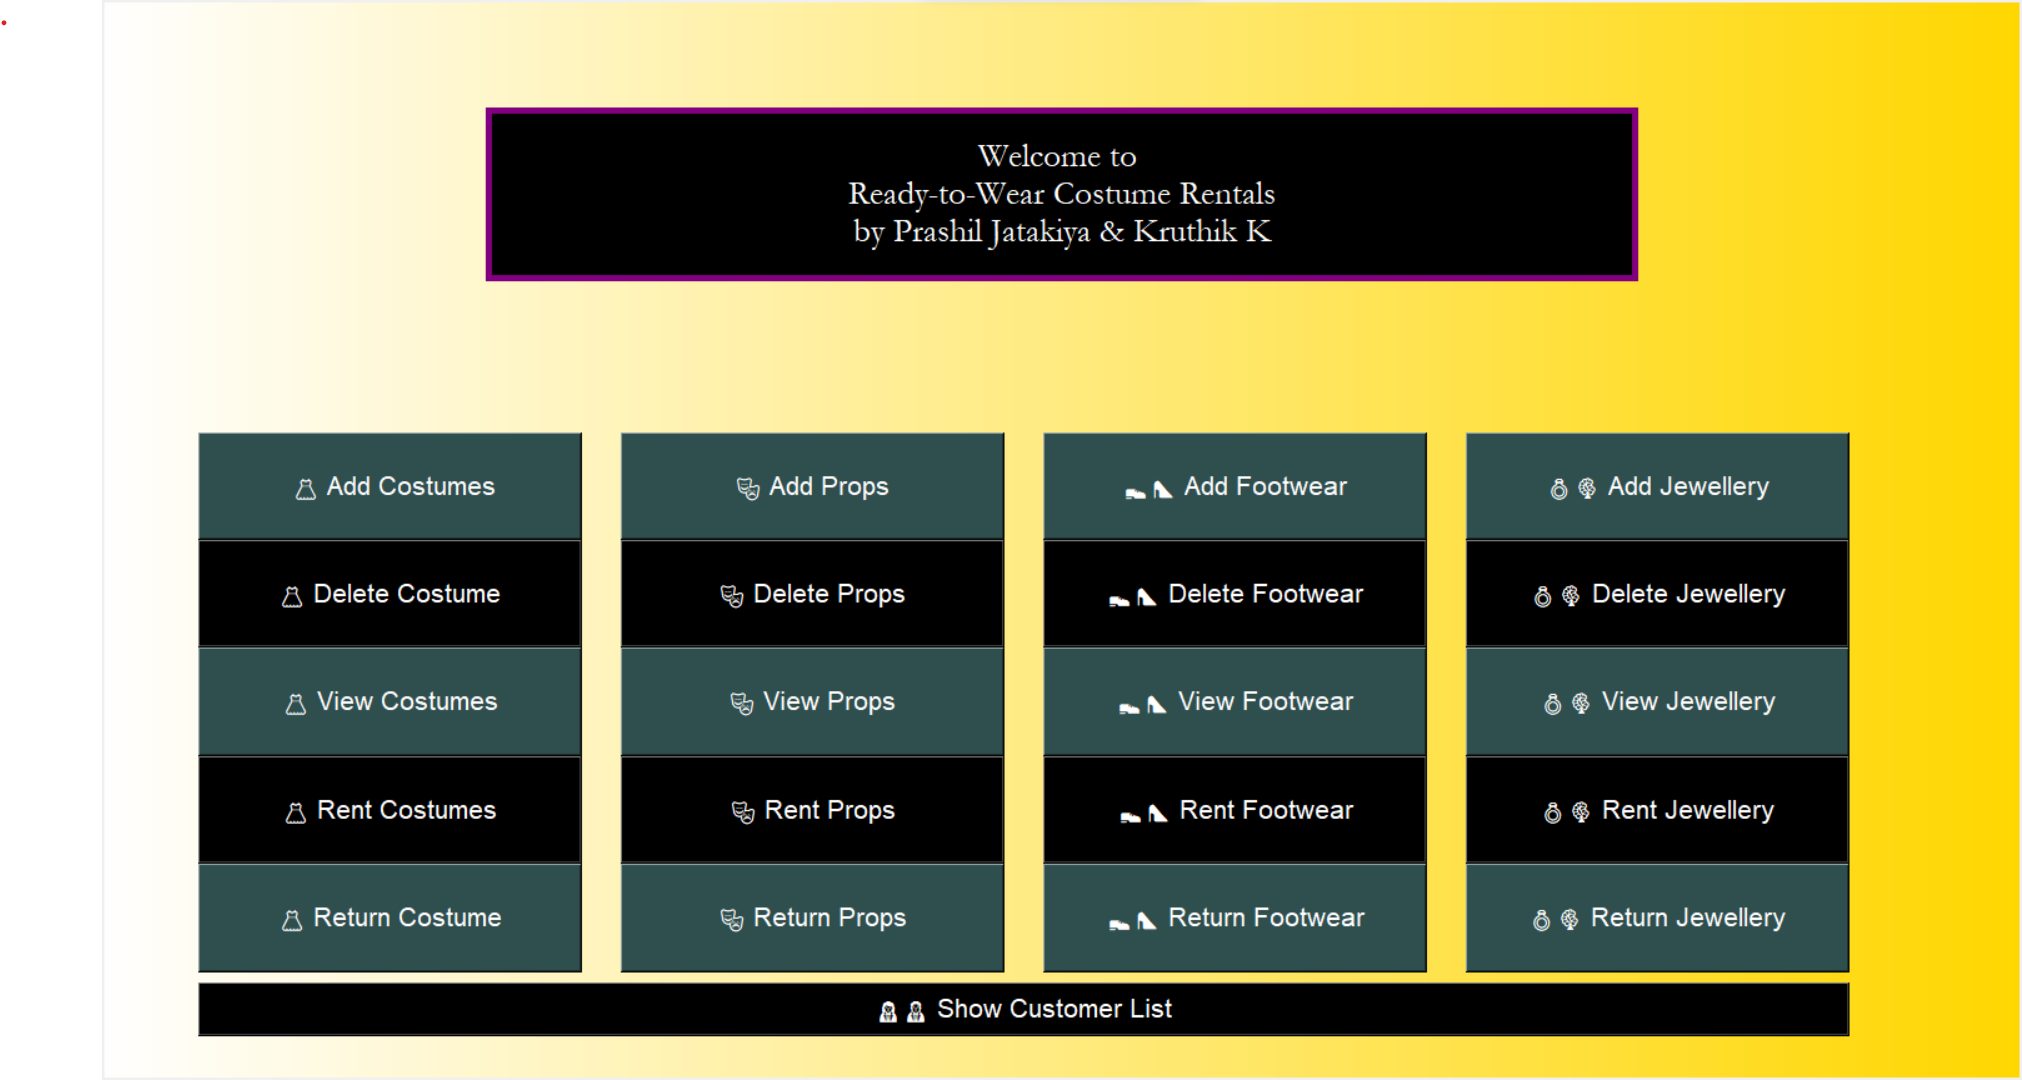 Welcome to
Ready-to-Wear Costume Rentals
by Prashil Jatakiya & Kruthik K
Add Costumes
Add Props
Add Footwear
Add Jewellery
Delete Costume
Delete Props
Delete Footwear
Delete Jewellery
View Costumes
View Props
View Footwear
View Jewellery
Rent Costumes
Rent Props
Rent Footwear
Rent Jewellery
Return Costume
Return Props
Return Footwear
Return Jewellery
Show Customer List